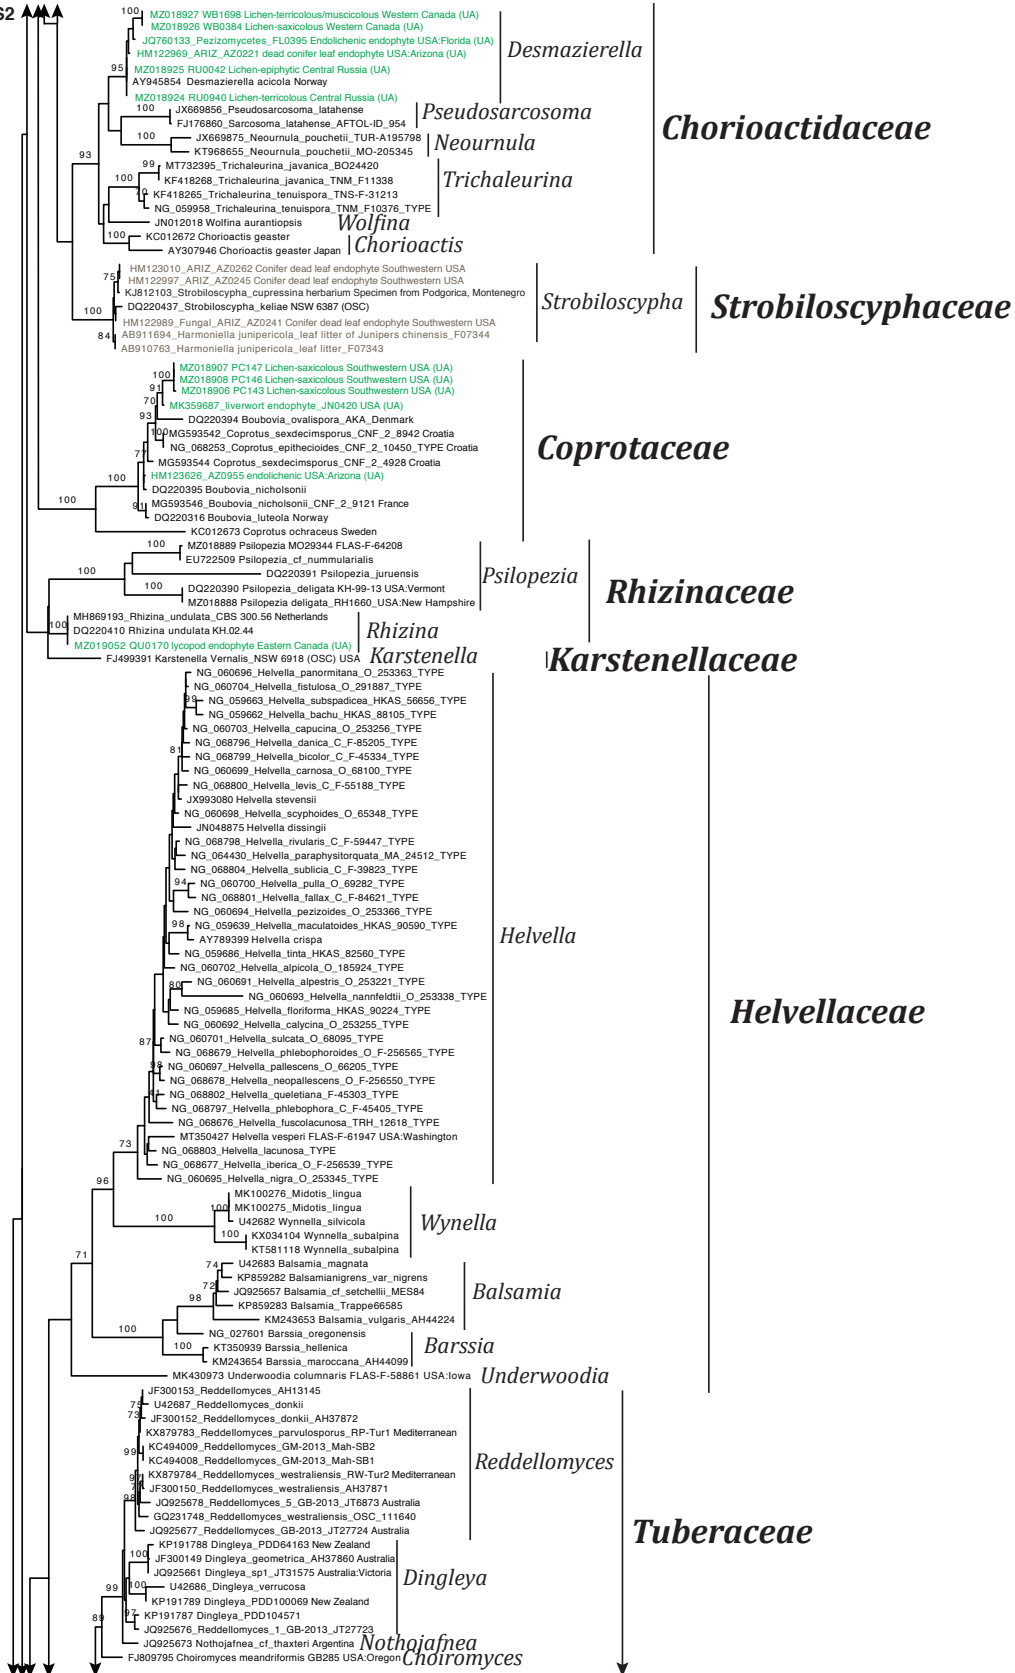 S2
100
MZ018927 WB1698 Lichen-terricolous/muscicolous Western Canada (UA)
MZ018926 WB0384 Lichen-saxicolous Western Canada (UA)
JQ760133_Pezizomycetes_FL0395 Endolichenic endophyte USA:Florida (UA)
HM122969_ARIZ_AZ0221 dead conifer leaf endophyte USA:Arizona (UA)
Desmazierella
95
MZ018925 RU0042 Lichen-epiphytic Central Russia (UA)
AY945854 Desmazierella acicola Norway
MZ018924 RU0940 Lichen-terricolous Central Russia (UA)
100
JX669856_Pseudosarcosoma_latahense
FJ176860_Sarcosoma_latahense_AFTOL-ID_954
Pseudosarcosoma
Chorioactidaceae
100
JX669875_Neournula_pouchetii_TUR-A195798
KT968655_Neournula_pouchetii_MO-205345
Neournula
93
99
MT732395_Trichaleurina_javanica_BO24420
KF418268_Trichaleurina_javanica_TNM_F11338
Trichaleurina
100
70
KF418265_Trichaleurina_tenuispora_TNS-F-31213
NG_059958_Trichaleurina_tenuispora_TNM_F10376_TYPE
JN012018 Wolfina aurantiopsis
Wolfina
100
KC012672 Chorioactis geaster
AY307946 Chorioactis geaster Japan
Chorioactis
HM123010_ARIZ_AZ0262 Conifer dead leaf endophyte Southwestern USA
75
HM122997_ARIZ_AZ0245 Conifer dead leaf endophyte Southwestern USA
KJ812103_Strobiloscypha_cupressina herbarium Specimen from Podgorica, Montenegro
DQ220437_Strobiloscypha_keliae NSW 6387 (OSC)
Strobiloscypha
Strobiloscyphaceae
100
HM122989_Fungal_ARIZ_AZ0241 Conifer dead leaf endophyte Southwestern USA
84
AB911694_Harmoniella junipericola_leaf litter of Junipers chinensis_F07344
AB910763_Harmoniella junipericola_leaf litter_F07343
MZ018907 PC147 Lichen-saxicolous Southwestern USA (UA)
100
MZ018908 PC146 Lichen-saxicolous Southwestern USA (UA)
91
MZ018906 PC143 Lichen-saxicolous Southwestern USA (UA)
70
MK359687_liverwort endophyte_JN0420 USA (UA)
93
DQ220394 Boubovia_ovalispora_AKA_Denmark
100
MG593542_Coprotus_sexdecimsporus_CNF_2_8942 Croatia
NG_068253_Coprotus_epithecioides_CNF_2_10450_TYPE Croatia
Coprotaceae
77
MG593544 Coprotus_sexdecimsporus_CNF_2_4928 Croatia
100
HM123626_AZ0955 endolichenic USA:Arizona (UA)
DQ220395 Boubovia_nicholsonii
100
91
MG593546_Boubovia_nicholsonii_CNF_2_9121 France
DQ220316 Boubovia_luteola Norway
KC012673 Coprotus ochraceus Sweden
100
MZ018889 Psilopezia MO29344 FLAS-F-64208
EU722509 Psilopezia_cf_nummularialis
100
DQ220391 Psilopezia_juruensis
Psilopezia
100
DQ220390 Psilopezia_deligata KH-99-13 USA:Vermont
MZ018888 Psilopezia deligata_RH1660_USA:New Hampshire
Rhizinaceae
MH869193_Rhizina_undulata_CBS 300.56 Netherlands
100
DQ220410 Rhizina undulata KH.02.44
Rhizina
MZ019052 QU0170 lycopod endophyte Eastern Canada (UA)
FJ499391 Karstenella Vernalis_NSW 6918 (OSC) USA
Karstenella
Karstenellaceae
NG_060696_Helvella_panormitana_O_253363_TYPE
NG_060704_Helvella_fistulosa_O_291887_TYPE
99
NG_059663_Helvella_subspadicea_HKAS_56656_TYPE
NG_059662_Helvella_bachu_HKAS_88105_TYPE
NG_060703_Helvella_capucina_O_253256_TYPE
NG_068796_Helvella_danica_C_F-85205_TYPE
81
NG_068799_Helvella_bicolor_C_F-45334_TYPE
NG_060699_Helvella_carnosa_O_68100_TYPE
NG_068800_Helvella_levis_C_F-55188_TYPE
JX993080 Helvella stevensii
NG_060698_Helvella_scyphoides_O_65348_TYPE
JN048875 Helvella dissingii
NG_068798_Helvella_rivularis_C_F-59447_TYPE
NG_064430_Helvella_paraphysitorquata_MA_24512_TYPE
NG_068804_Helvella_sublicia_C_F-39823_TYPE
94
NG_060700_Helvella_pulla_O_69282_TYPE
NG_068801_Helvella_fallax_C_F-84621_TYPE
NG_060694_Helvella_pezizoides_O_253366_TYPE
98
NG_059639_Helvella_maculatoides_HKAS_90590_TYPE
AY789399 Helvella crispa
Helvella
NG_059686_Helvella_tinta_HKAS_82560_TYPE
NG_060702_Helvella_alpicola_O_185924_TYPE
80
NG_060691_Helvella_alpestris_O_253221_TYPE
NG_060693_Helvella_nannfeldtii_O_253338_TYPE
NG_059685_Helvella_floriforma_HKAS_90224_TYPE
Helvellaceae
NG_060692_Helvella_calycina_O_253255_TYPE
87
NG_060701_Helvella_sulcata_O_68095_TYPE
NG_068679_Helvella_phlebophoroides_O_F-256565_TYPE
98
NG_060697_Helvella_pallescens_O_66205_TYPE
NG_068678_Helvella_neopallescens_O_F-256550_TYPE
NG_068802_Helvella_queletiana_F-45303_TYPE
NG_068797_Helvella_phlebophora_C_F-45405_TYPE
NG_068676_Helvella_fuscolacunosa_TRH_12618_TYPE
MT350427 Helvella vesperi FLAS-F-61947 USA:Washington
73
NG_068803_Helvella_lacunosa_TYPE
NG_068677_Helvella_iberica_O_F-256539_TYPE
96
NG_060695_Helvella_nigra_O_253345_TYPE
MK100276_Midotis_lingua
100
MK100275_Midotis_lingua
100
U42682 Wynnella_silvicola
Wynella
100
KX034104 Wynnella_subalpina
KT581118 Wynnella_subalpina
71
74
U42683 Balsamia_magnata
KP859282 Balsamianigrens_var_nigrens
72
JQ925657 Balsamia_cf_setchellii_MES84
Balsamia
98
KP859283 Balsamia_Trappe66585
KM243653 Balsamia_vulgaris_AH44224
100
NG_027601 Barssia_oregonensis
100
KT350939 Barssia_hellenica
Barssia
KM243654 Barssia_maroccana_AH44099
MK430973 Underwoodia columnaris FLAS-F-58861 USA:Iowa
Underwoodia
JF300153_Reddellomyces_AH13145
75
U42687_Reddellomyces_donkii
73
JF300152_Reddellomyces_donkii_AH37872
KX879783_Reddellomyces_parvulosporus_RP-Tur1 Mediterranean
99
KC494009_Reddellomyces_GM-2013_Mah-SB2
KC494008_Reddellomyces_GM-2013_Mah-SB1
Reddellomyces
KX879784_Reddellomyces_westraliensis_RW-Tur2 Mediterranean
JF300150_Reddellomyces_westraliensis_AH37871
98
JQ925678_Reddellomyces_5_GB-2013_JT6873 Australia
GQ231748_Reddellomyces_westraliensis_OSC_111640
JQ925677_Reddellomyces_GB-2013_JT27724 Australia
Tuberaceae
KP191788 Dingleya_PDD64163 New Zealand
100
JF300149 Dingleya_geometrica_AH37860 Australia
JQ925661 Dingleya_sp1_JT31575 Australia:Victoria
Dingleya
99
100
U42686_Dingleya_verrucosa
KP191789 Dingleya_PDD100069 New Zealand
97
KP191787 Dingleya_PDD104571
89
JQ925676_Reddellomyces_1_GB-2013_JT27723
JQ925673 Nothojafnea_cf_thaxteri Argentina
Nothojafnea
FJ809795 Choiromyces meandriformis GB285 USA:Oregon
Choiromyces